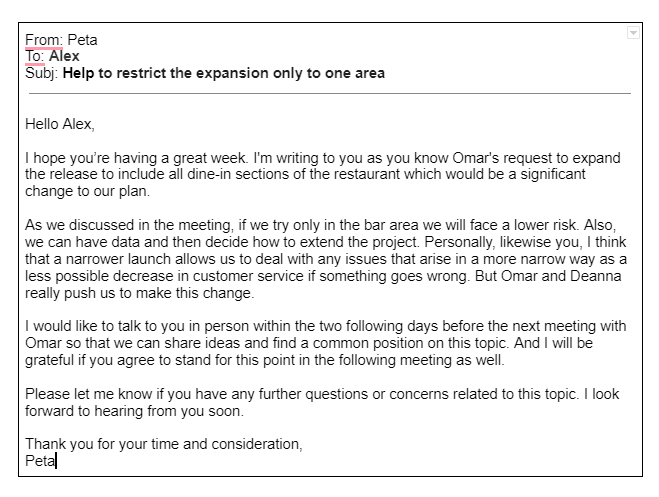 From: Peta
To: Alex
Subj: Help to restrict the expansion only to one area
Hello Alex,
I hope you're having a great week. I'm writing to you as you know Omar's request to expand
the release to include all dine-in sections of the restaurant which would be a significant
change to our plan.
As we discussed in the meeting, if we try only in the bar area we will face a lower risk. Also,
we can have data and then decide how to extend the project. Personally, likewise you, I think
that a narrower launch allows us to deal with any issues that arise in a more narrow way as a
less possible decrease in customer service if something goes wrong. But Omar and Deanna
really push us to make this change.
I would like to talk to you in person within the two following days before the next meeting with
Omar so that we can share ideas and find a common position on this topic. And I will be
grateful if you agree to stand for this point in the following meeting as well.
Please let me know if you have any further questions or concerns related to this topic. I look
forward to hearing from you soon.
Thank you for your time and consideration,
Peta